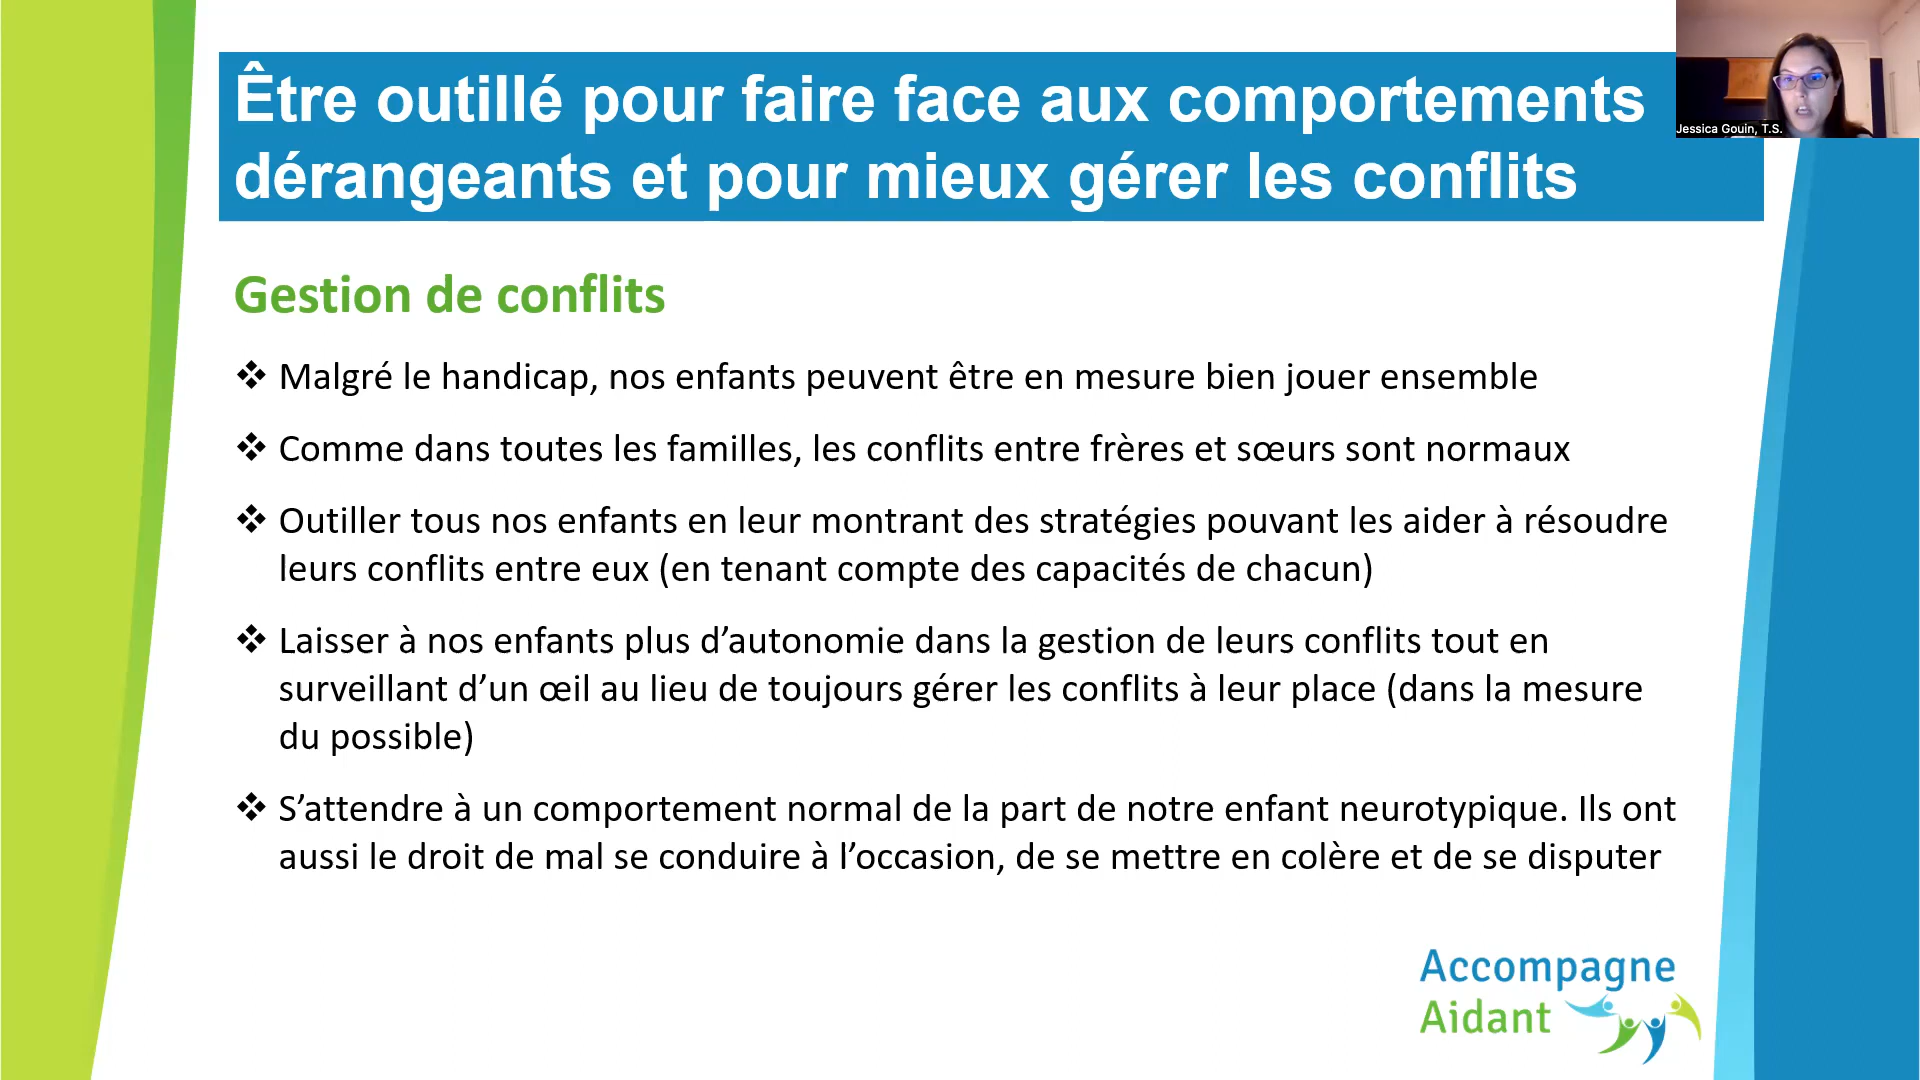 Être outillé pour faire face aux comportements
dérangeants et pour mieux gérer les conflits
Jessica Gouin, T.S.
Gestion de conflits
❖ Malgré le handicap, nos enfants peuvent être en mesure bien jouer ensemble
❖ Comme dans toutes les familles, les conflits entre frères et sœurs sont normaux
❖ Outiller tous nos enfants en leur montrant des stratégies pouvant les aider à résoudre
leurs conflits entre eux (en tenant compte des capacités de chacun)
❖ Laisser à nos enfants plus d’autonomie dans la gestion de leurs conflits tout en
surveillant d’un œil au lieu de toujours gérer les conflits à leur place (dans la mesure
du possible)
❖ S’attendre à un comportement normal de la part de notre enfant neurotypique. Ils ont
aussi le droit de mal se conduire à l’occasion, de se mettre en colère et de se disputer
Accompagne
Aidant